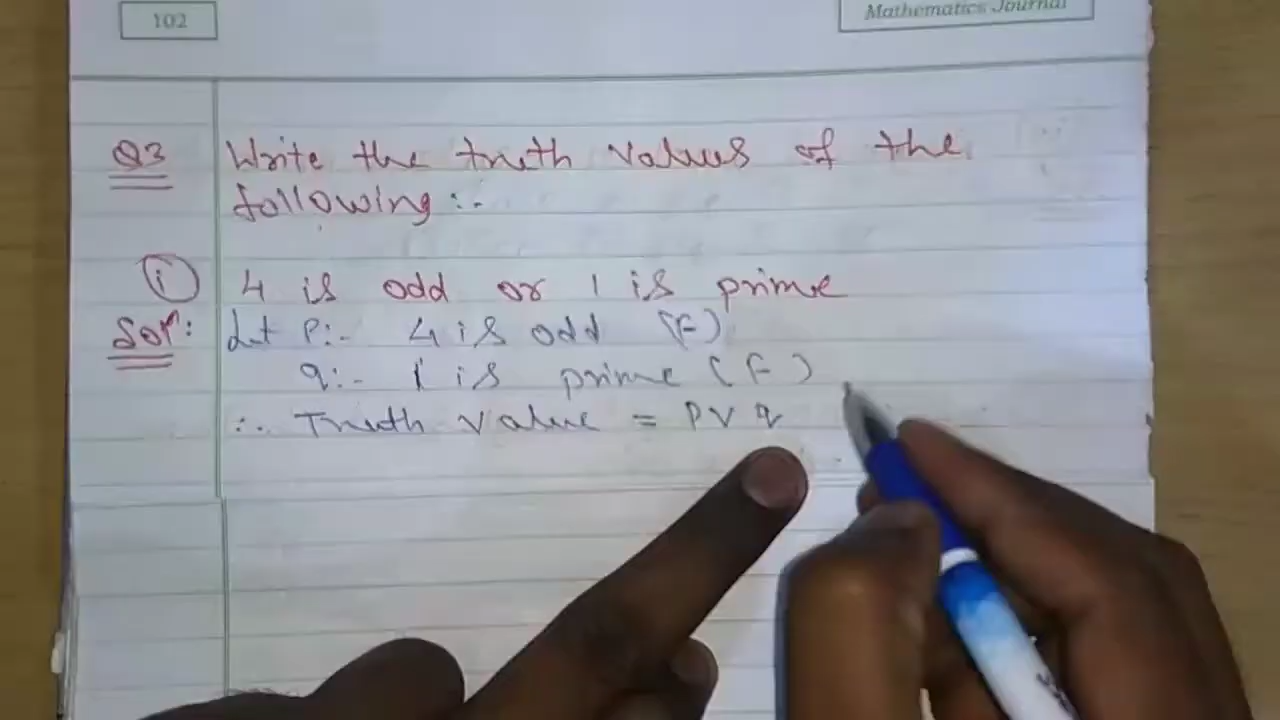 102
Mathematics Journal
Q3 Write the truth values of the
following :-
(i) 4 is odd or 1 is prime
Solⁿ: Let P:- 4 is odd (F)
q:- 1 is prime (F)
∴ Truth Value = P V q